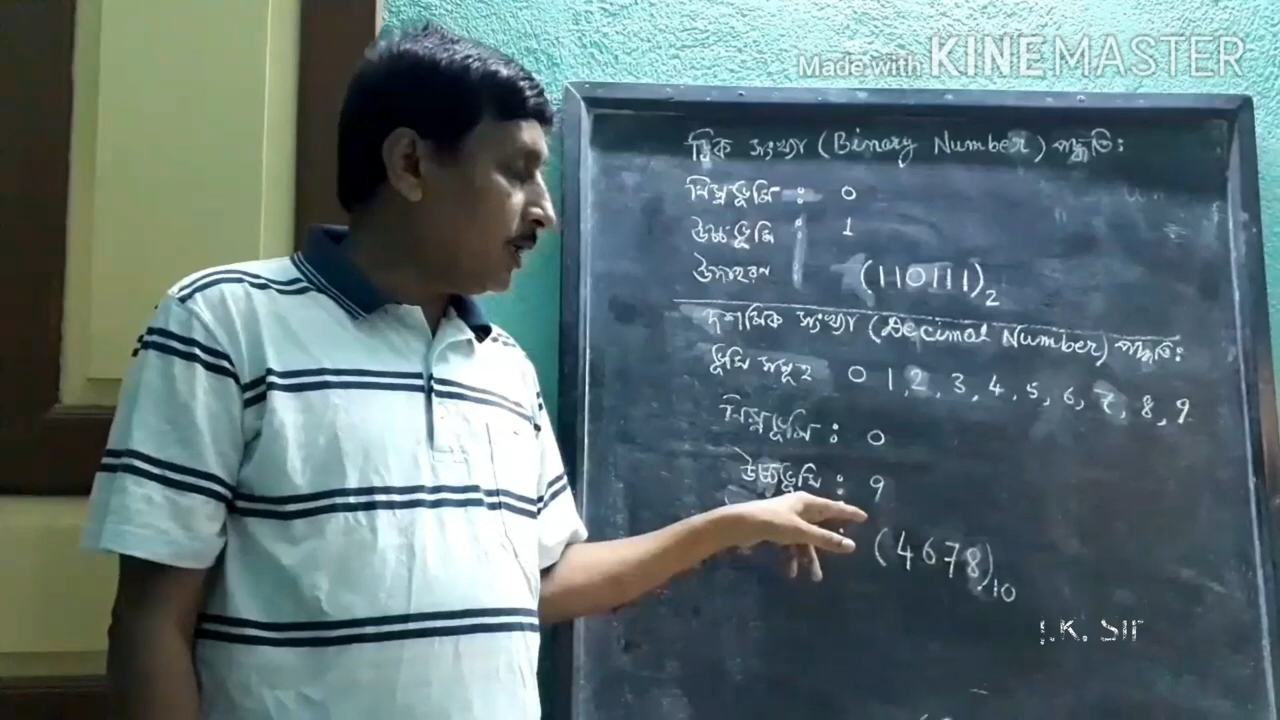 Made with KINEMASTER
দ্বিক সংখ্যা (Binary Number) পদ্ধতি:
নিম্নভূমি : 0
উচ্চভূমি : 1
উদাহরণ (110111)2
দশমিক সংখ্যা (Decimal Number) পদ্ধতি:
ভূমি সমূহ 0 1, 2, 3, 4, 5, 6, 7, 8, 9
নিম্নভূমি : 0
উচ্চভূমি : 9
(4678)10